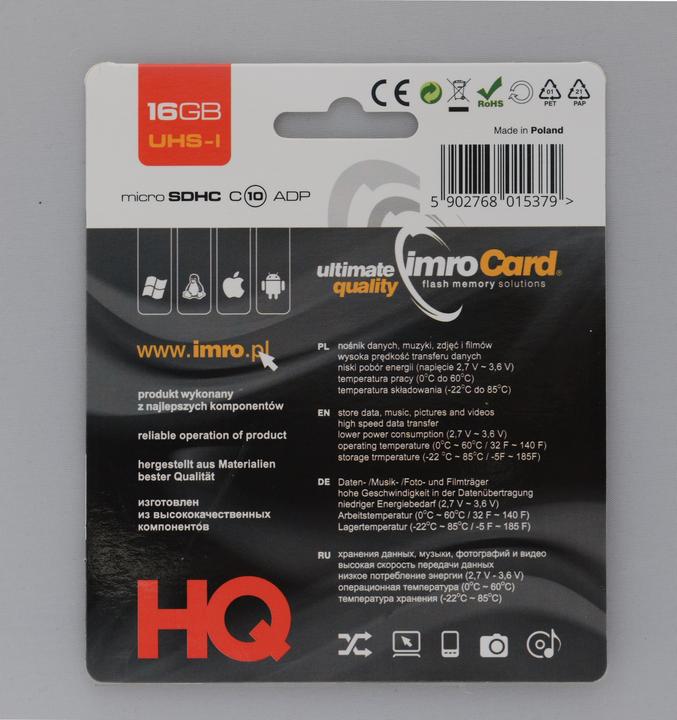 16GB
UHS-I
CE
RoHS
01
PET
21
PAP
Made in Poland
5 902768 015379 >
micro SDHC C 10 ADP
ultimate
quality
imroCard®
flash memory solutions
www.imro.pl
produkt wykonany
z najlepszych komponentów
reliable operation of product
hergestellt aus Materialien
bester Qualität
изготовлен
из высококачественных
компонентов
HQ
PL nośnik danych, muzyki, zdjęć i filmów
wysoka prędkość transferu danych
niski pobór energii (napięcie 2,7 V ~ 3,6 V)
temperatura pracy (0°C do 60°C)
temperatura składowania (-22°C do 85°C)
EN store data, music, pictures and videos
high speed data transfer
lower power consumption (2,7 V ~ 3,6 V)
operating temperature (0°C ~ 60°C / 32 F ~ 140 F)
storage trmperature (-22 °C ~ 85°C / -5F ~ 185F)
DE Daten- /Musik- /Foto- und Filmträger
hohe Geschwindigkeit in der Datenübertragung
niedriger Energiebedarf (2,7 V ~ 3,6 V)
Arbeitstemperatur (0°C ~ 60°C / 32 F ~ 140 F)
Lagertemperatur (-22°C ~ 85°C / -5 F ~ 185 F)
RU хранения данных, музыки, фотографий и видео
высокая скорость передачи данных
низкое потребление энергии (2,7 V - 3,6 V)
операционная температура (0°C ~ 60°C)
температура хранения (-22°C ~ 85°C)